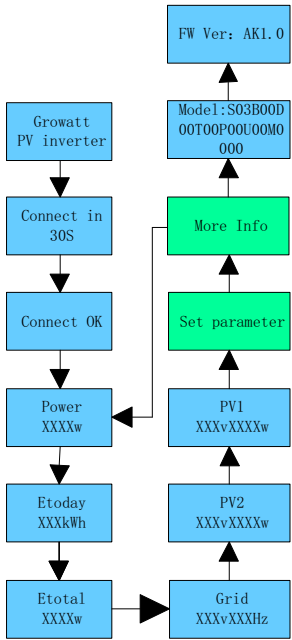 FW Ver: AK1.0
Model:S03B00D
00T00P00U00M0
000
Growatt
PV inverter
Connect in
30S
More Info
Connect OK
Set parameter
Power
XXXXw
PV1
XXXvXXXXw
Etoday
XXXkWh
PV2
XXXvXXXXw
Etotal
XXXXw
Grid
XXXvXXXHz